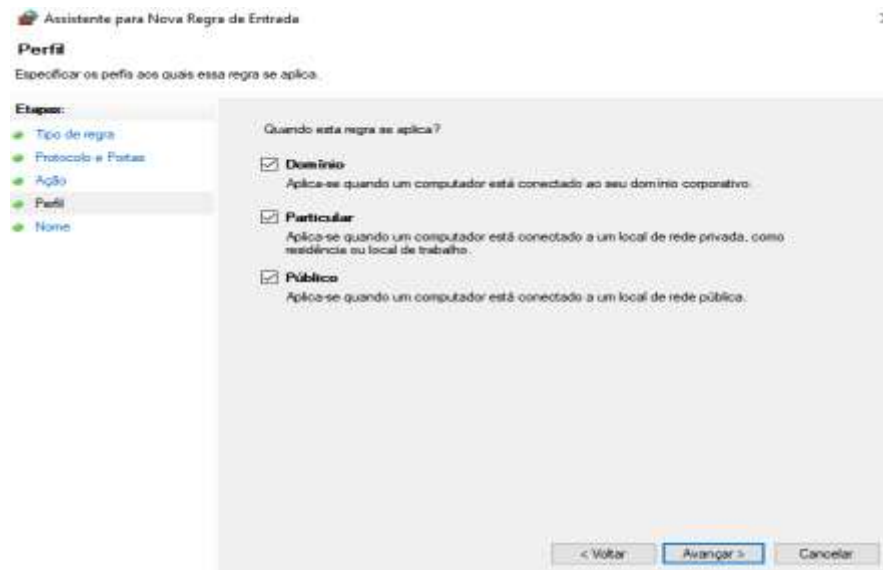 Assistente para Nova Regra de Entrada
Perfil
Especificar os perfis aos quais essa regra se aplica.
Etapas:
Tipo de regra
Protocolo e Portas
Ação
Perfil
Nome
Quando esta regra se aplica?
Domínio
Aplica-se quando um computador está conectado ao seu domínio corporativo.
Particular
Aplica-se quando um computador está conectado a um local de rede privada, como
residência ou local de trabalho.
Público
Aplica-se quando um computador está conectado a um local de rede pública.
< Voltar
Avançar >
Cancelar